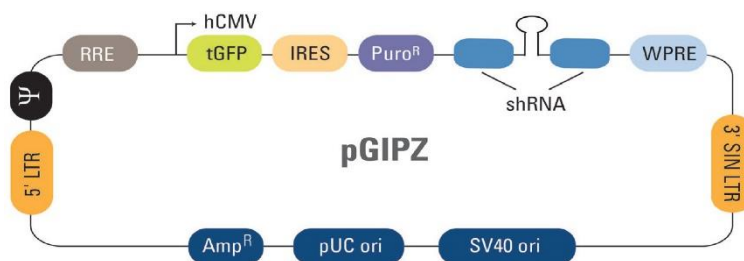 hCMV
RRE
tGFP
IRES
Puroᴿ
WPRE
shRNA
Ψ
5' LTR
pGIPZ
3' SIN LTR
Ampᴿ
pUC ori
SV40 ori